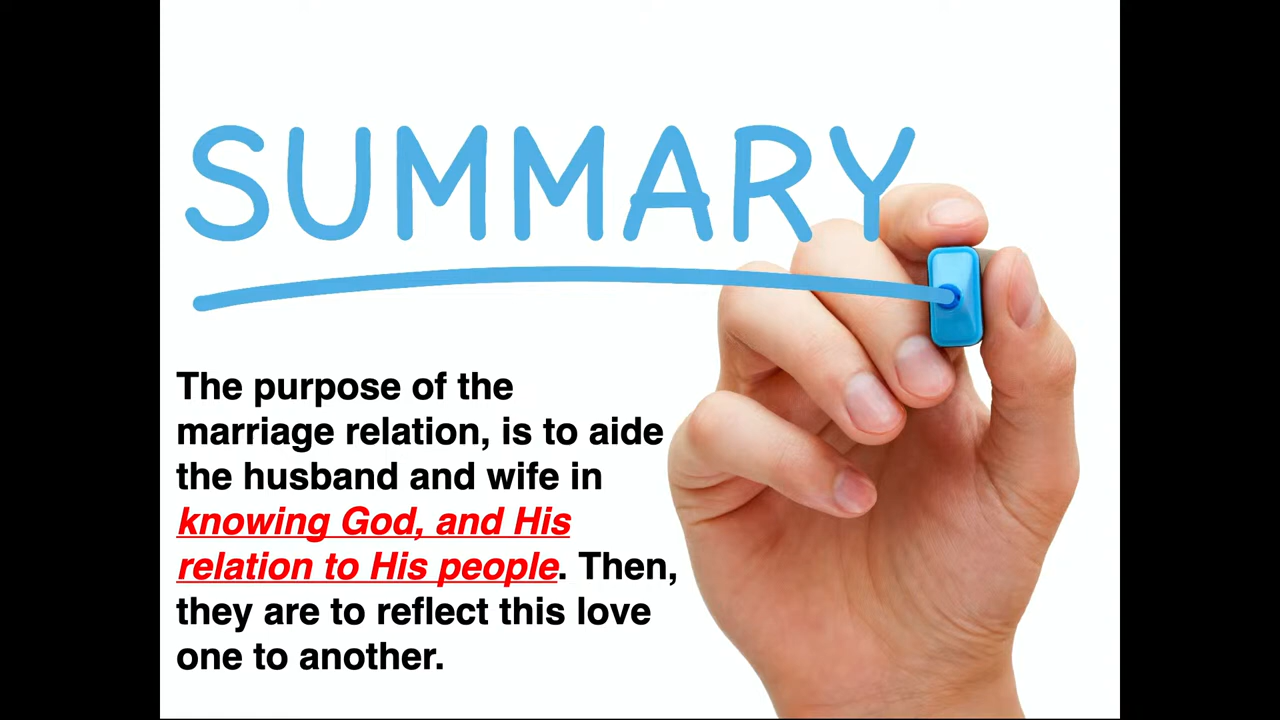 SUMMARY
The purpose of the
marriage relation, is to aide
the husband and wife in
knowing God, and His
relation to His people. Then,
they are to reflect this love
one to another.